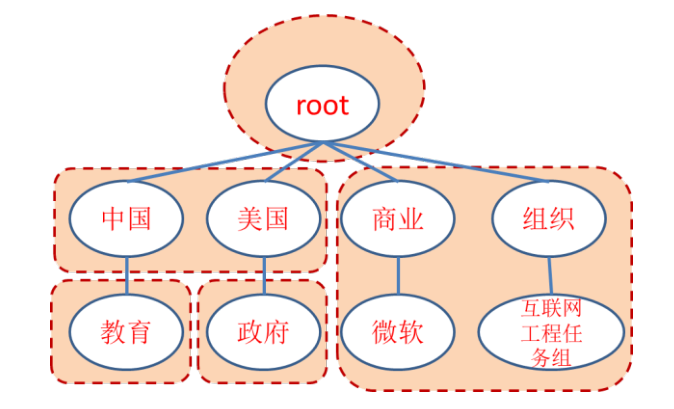 root
中国
美国
商业
组织
教育
政府
微软
互联网
工程任
务组